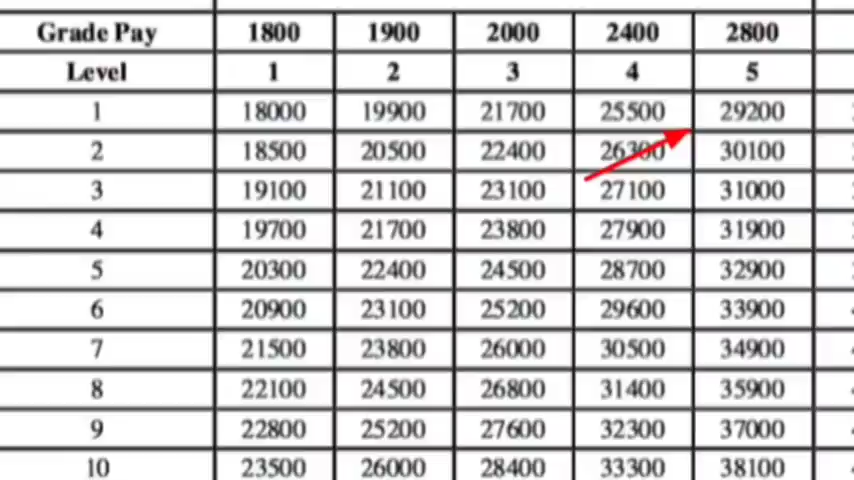 Grade Pay 1800 1900 2000 2400 2800
Level 1 2 3 4 5
1 18000 19900 21700 25500 29200
2 18500 20500 22400 26300 30100
3 19100 21100 23100 27100 31000
4 19700 21700 23800 27900 31900
5 20300 22400 24500 28700 32900
6 20900 23100 25200 29600 33900
7 21500 23800 26000 30500 34900
8 22100 24500 26800 31400 35900
9 22800 25200 27600 32300 37000
10 23500 26000 28400 33300 38100